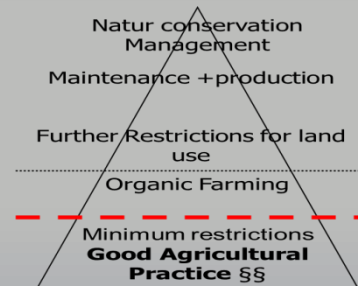 Natur conservation
Management
Maintenance +production
Further Restrictions for land
use
Organic Farming
Minimum restrictions
Good Agricultural
Practice §§